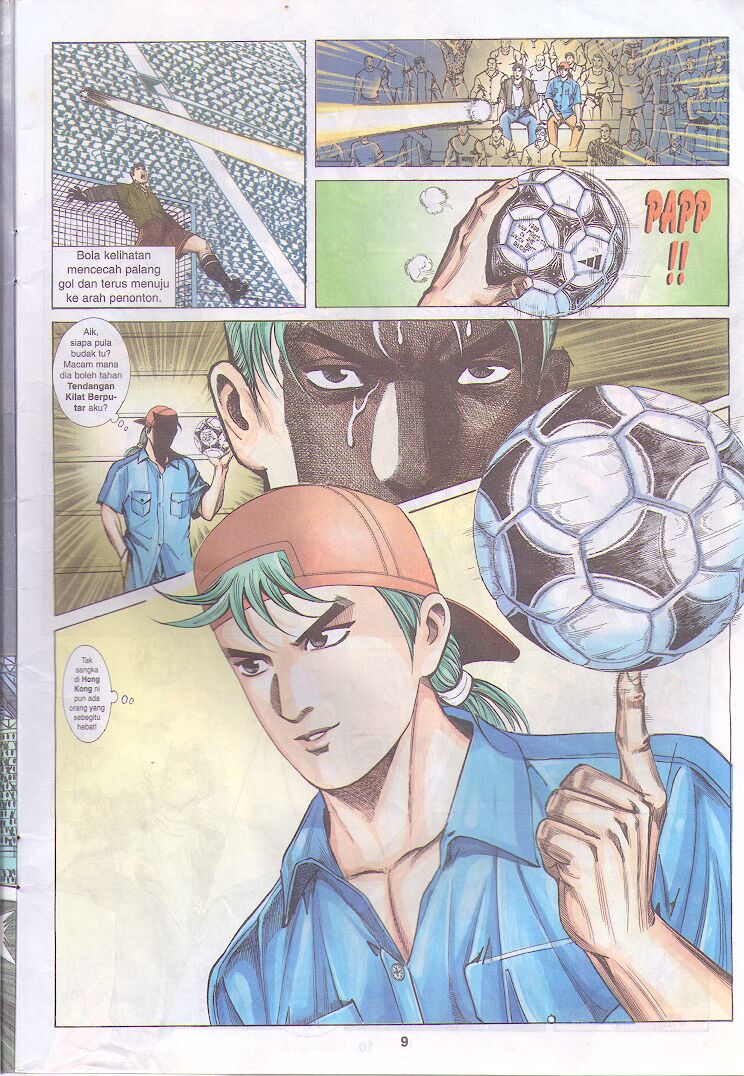 Bola kelihatan
mencecah palang
gol dan terus menuju
ke arah penonton.
PAPP
!!
Aik,
siapa pula
budak tu?
Macam mana
dia boleh tahan
Tendangan
Kilat Berpu-
tar aku?
Tak
sangka
di Hong
Kong ni
pun ada
orang yang
sebegitu
hebat!
9